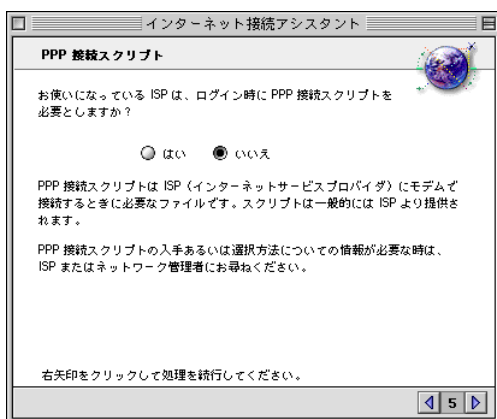 インターネット接続アシスタント
PPP 接続スクリプト
お使いになっている ISP は、ログイン時に PPP 接続スクリプトを
必要としますか？
はい いいえ
PPP 接続スクリプトは ISP（インターネットサービスプロバイダ）にモデムで
接続するときに必要なファイルです。スクリプトは一般的には ISP より提供さ
れます。
PPP 接続スクリプトの入手あるいは選択方法についての情報が必要な時は、
ISP またはネットワーク管理者にお尋ねください。
右矢印をクリックして処理を続行してください。
5